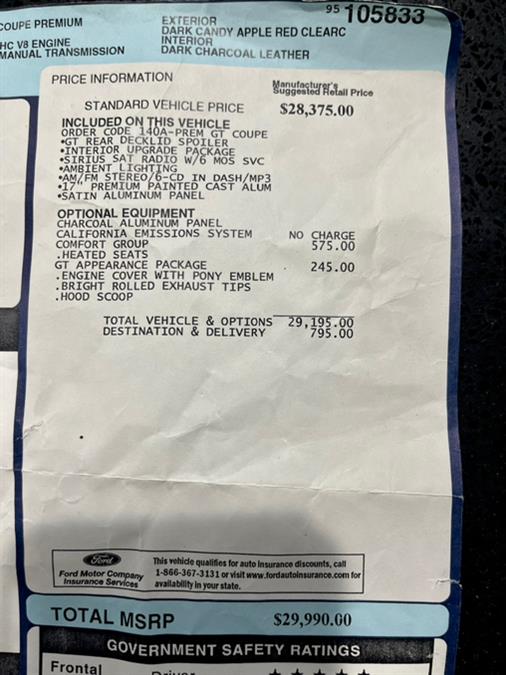 95 105833
COUPE PREMIUM
HC V8 ENGINE
MANUAL TRANSMISSION
EXTERIOR
DARK CANDY APPLE RED CLEARC
INTERIOR
DARK CHARCOAL LEATHER
PRICE INFORMATION
Manufacturer's
Suggested Retail Price
STANDARD VEHICLE PRICE $28,375.00
INCLUDED ON THIS VEHICLE
ORDER CODE 140A-PREM GT COUPE
•GT REAR DECKLID SPOILER
•INTERIOR UPGRADE PACKAGE
•SIRIUS SAT RADIO W/6 MOS SVC
•AMBIENT LIGHTING
•AM/FM STEREO/6-CD IN DASH/MP3
•17" PREMIUM PAINTED CAST ALUM
•SATIN ALUMINUM PANEL
OPTIONAL EQUIPMENT
CHARCOAL ALUMINUM PANEL
CALIFORNIA EMISSIONS SYSTEM NO CHARGE
COMFORT GROUP 575.00
.HEATED SEATS
GT APPEARANCE PACKAGE 245.00
.ENGINE COVER WITH PONY EMBLEM
.BRIGHT ROLLED EXHAUST TIPS
.HOOD SCOOP
TOTAL VEHICLE & OPTIONS 29,195.00
DESTINATION & DELIVERY 795.00
Ford
Ford Motor Company
Insurance Services
This vehicle qualifies for auto insurance discounts, call
1-866-367-3131 or visit www.fordautoinsurance.com for
availability in your state.
TOTAL MSRP $29,990.00
GOVERNMENT SAFETY RATINGS
Frontal Driver ★ ★ ★ ★ ★